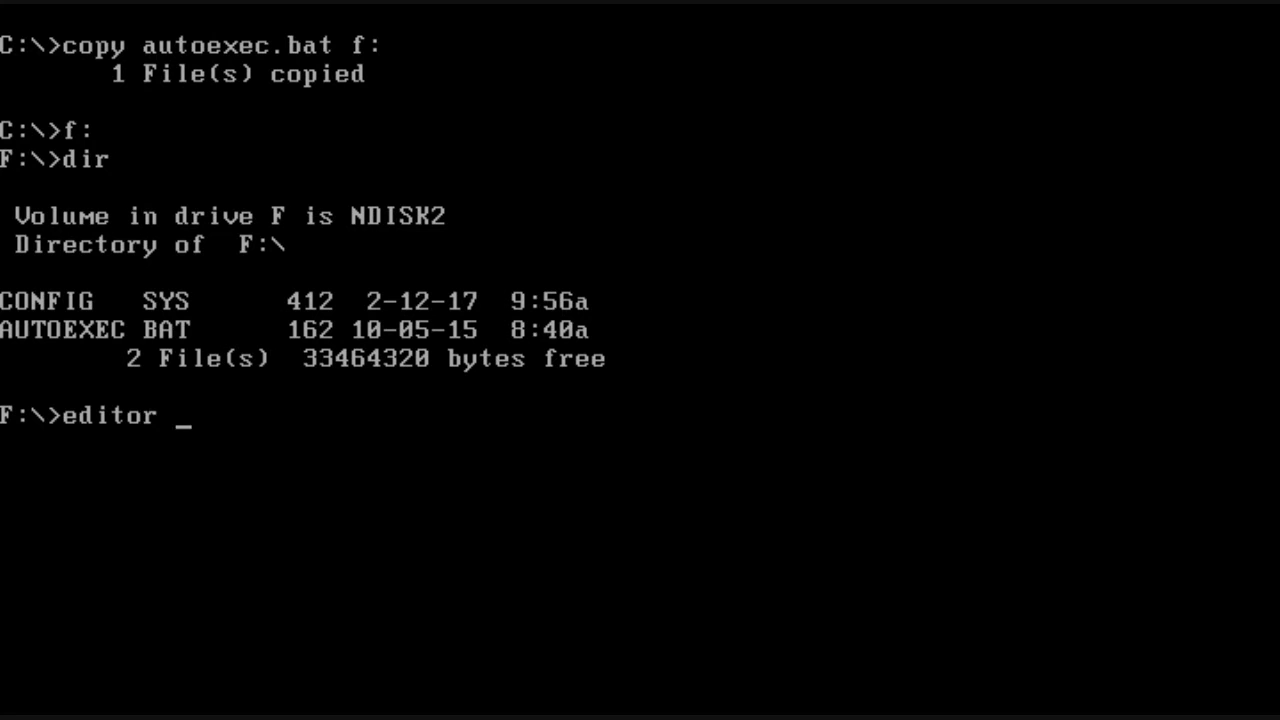 C:\>copy autoexec.bat f:
        1 File(s) copied

C:\>f:
F:\>dir

 Volume in drive F is NDISK2
 Directory of  F:\

CONFIG   SYS      412  2-12-17  9:56a
AUTOEXEC BAT      162 10-05-15  8:40a
        2 File(s)  33464320 bytes free

F:\>editor _